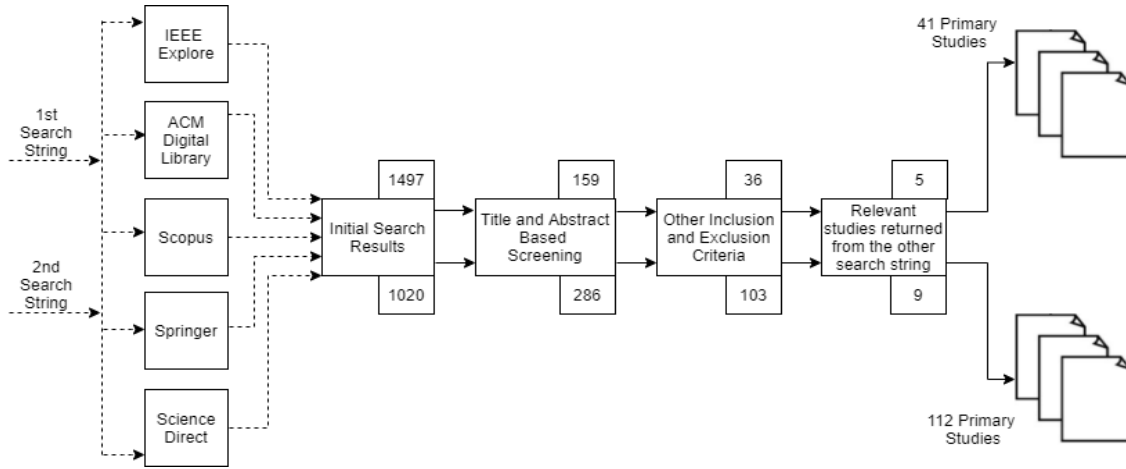 1st
Search
String
2nd
Search
String
IEEE
Explore
ACM
Digital
Library
Scopus
Springer
Science
Direct
1497
Initial Search
Results
1020
159
Title and Abstract
Based
Screening
286
36
Other Inclusion
and Exclusion
Criteria
103
5
Relevant
studies returned
from the other
search string
9
41 Primary
Studies
112 Primary
Studies